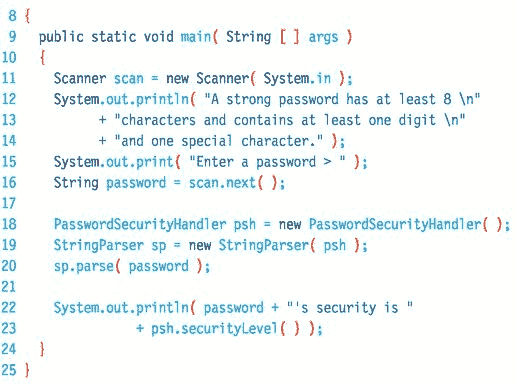 8 {
9 public static void main( String [ ] args )
10 {
11 Scanner scan = new Scanner( System.in );
12 System.out.println( "A strong password has at least 8 \n"
13 + "characters and contains at least one digit \n"
14 + "and one special character." );
15 System.out.print( "Enter a password > " );
16 String password = scan.next( );
17
18 PasswordSecurityHandler psh = new PasswordSecurityHandler( );
19 StringParser sp = new StringParser( psh );
20 sp.parse( password );
21
22 System.out.println( password + "'s security is "
23 + psh.securityLevel( ) );
24 }
25 }